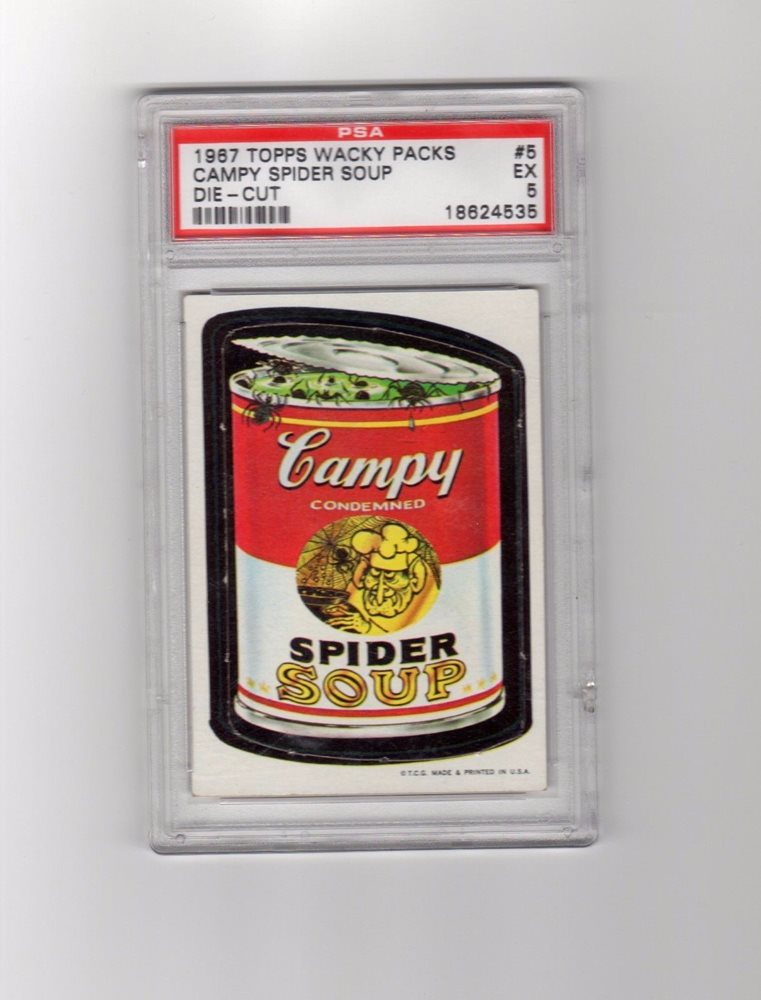 PSA
1967 TOPPS WACKY PACKS #5
CAMPY SPIDER SOUP EX
DIE-CUT 5
18624535
Campy
CONDEMNED
SPIDER
SOUP
©T.C.G. MADE & PRINTED IN U.S.A.